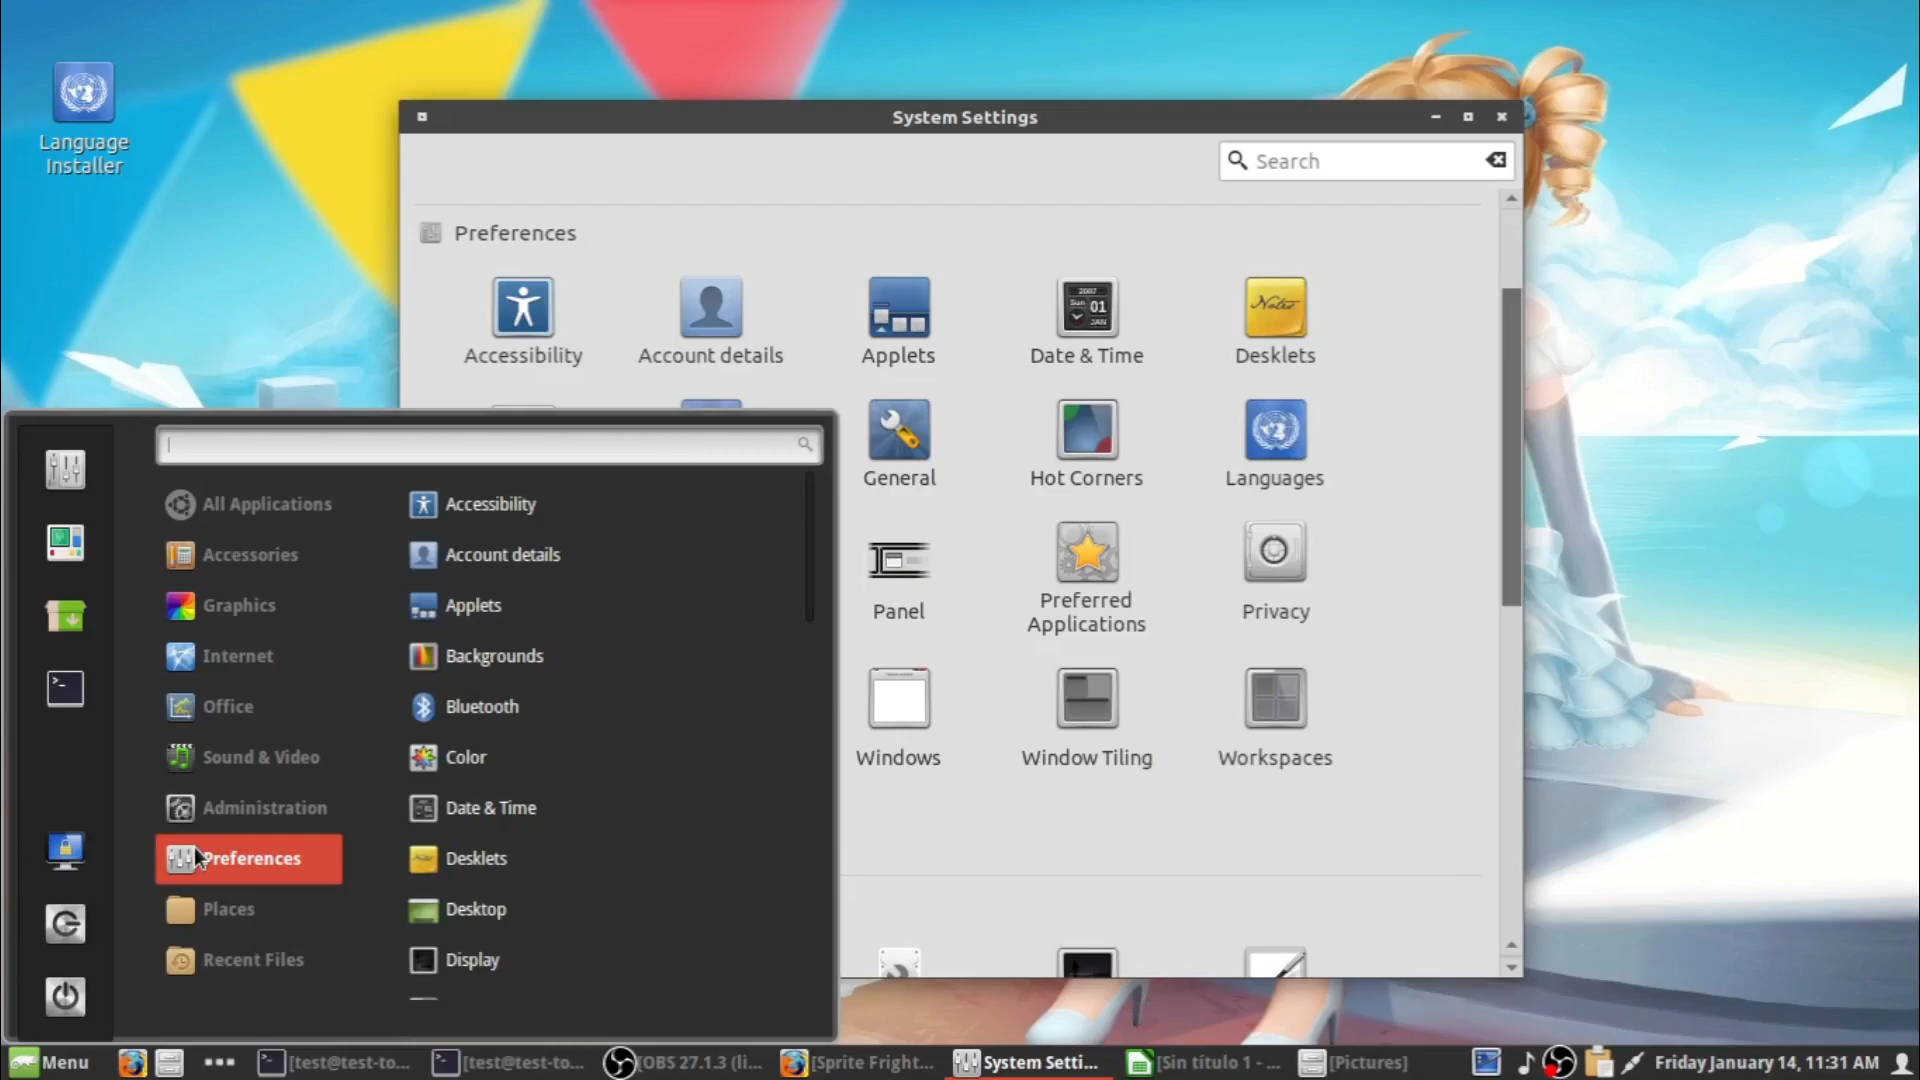 Language
Installer
System Settings
Search
Preferences
Accessibility
Account details
Applets
Date & Time
Desklets
General
Hot Corners
Languages
Panel
Preferred
Applications
Privacy
Windows
Window Tiling
Workspaces
All Applications
Accessories
Graphics
Internet
Office
Sound & Video
Administration
Preferences
Places
Recent Files
Accessibility
Account details
Applets
Backgrounds
Bluetooth
Color
Date & Time
Desklets
Desktop
Display
Menu
[test@test-to...
[test@test-to...
[OBS 27.1.3 (li...
[Sprite Fright...
System Setti...
[Sin título 1 - ...
[Pictures]
Friday January 14, 11:31 AM